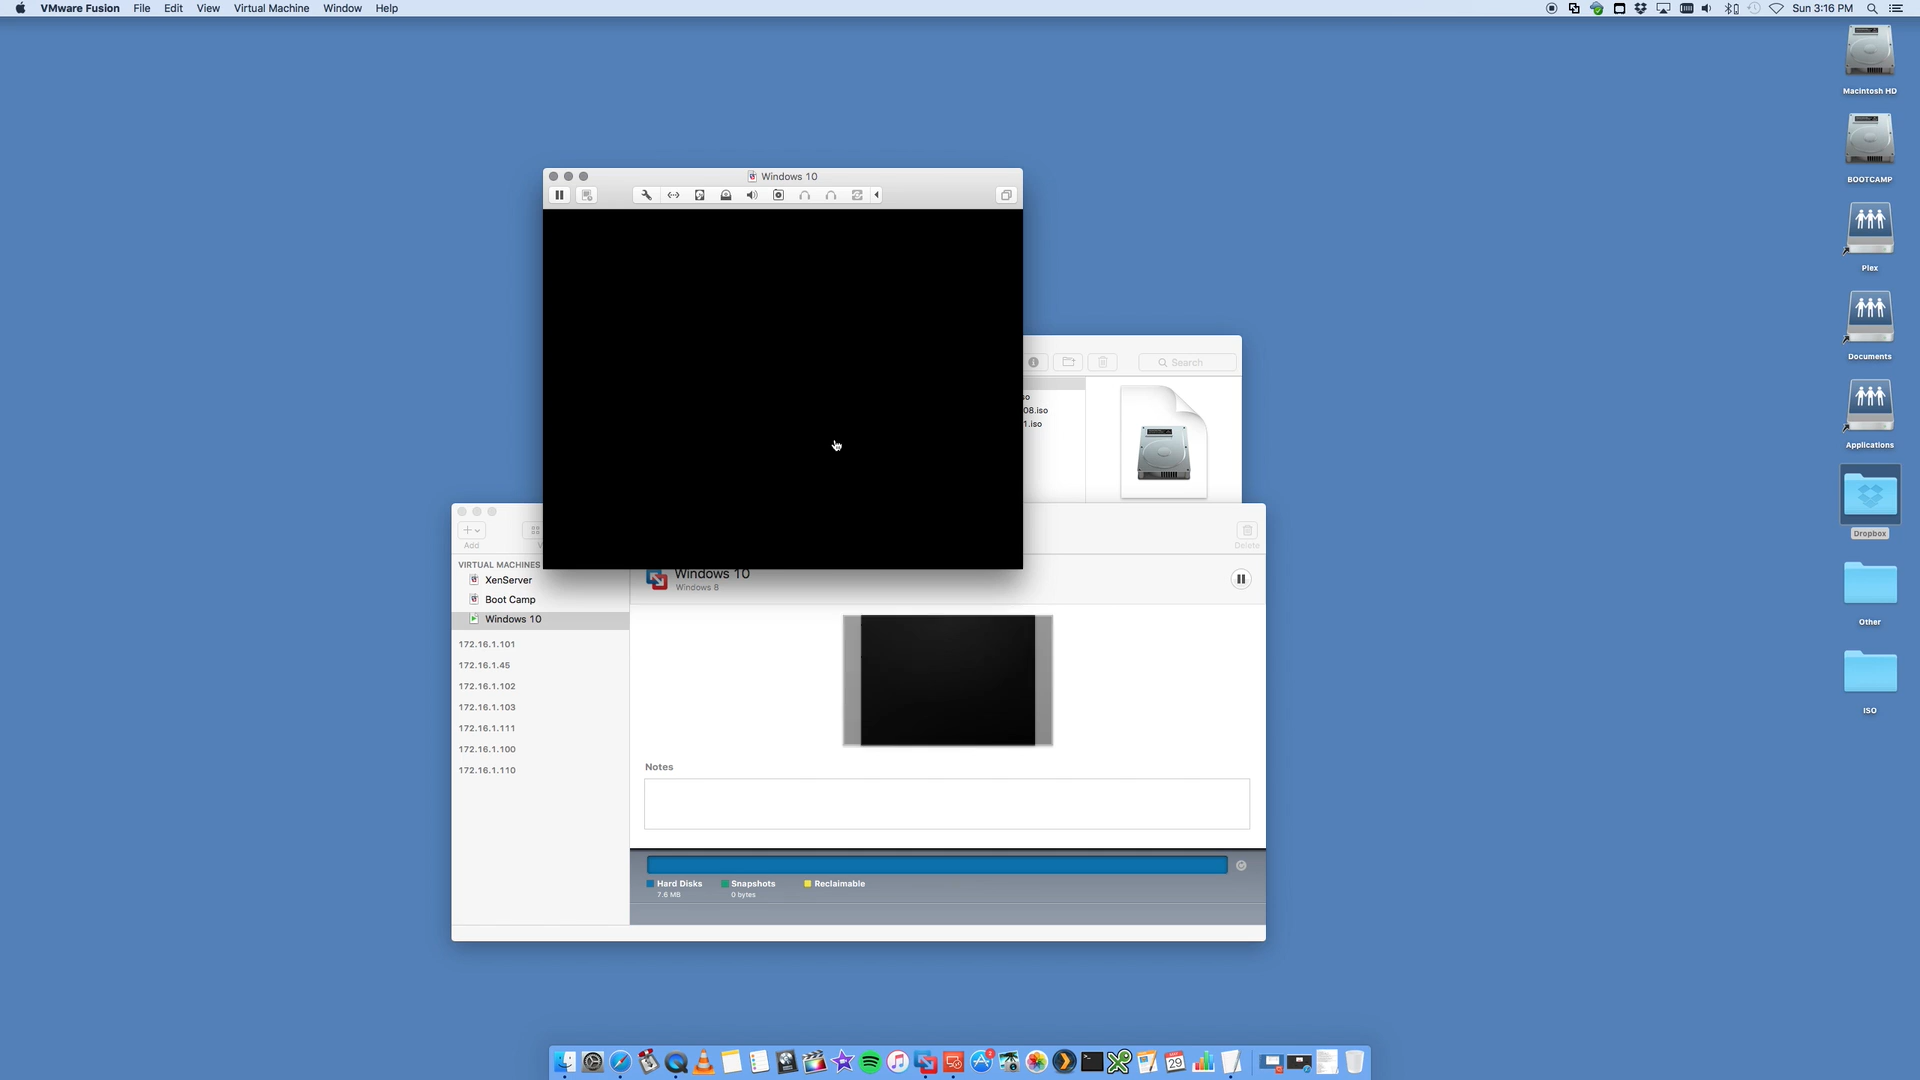 VMware Fusion File Edit View Virtual Machine Window Help
Sun 3:16 PM
Macintosh HD
BOOTCAMP
Plex
Documents
Applications
Dropbox
Other
ISO
Windows 10
Search
08.iso
1.iso
Add
Delete
VIRTUAL MACHINES
XenServer
Boot Camp
Windows 10
172.16.1.101
172.16.1.45
172.16.1.102
172.16.1.103
172.16.1.111
172.16.1.100
172.16.1.110
Windows 10
Windows 8
Notes
Hard Disks Snapshots Reclaimable
7.6 MB 0 bytes
29